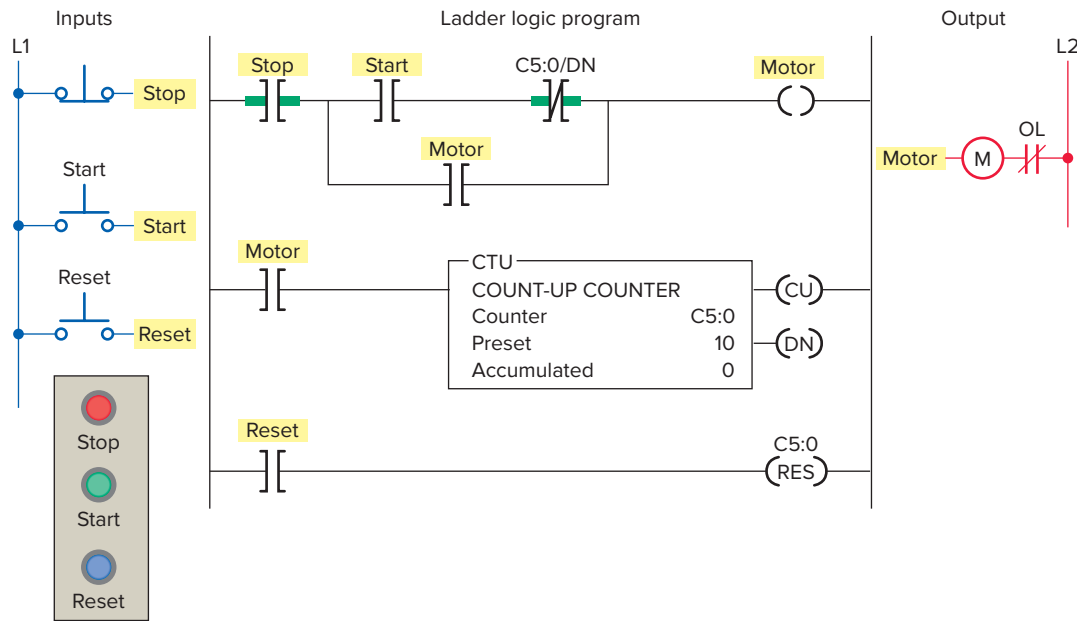 Inputs
Ladder logic program
Output
L1
L2
Stop
Stop
Start
C5:0/DN
Motor
Motor
Motor
M
OL
Start
Start
Reset
Reset
Motor
CTU
COUNT-UP COUNTER
Counter C5:0
Preset 10
Accumulated 0
CU
DN
Reset
C5:0
RES
Stop
Start
Reset